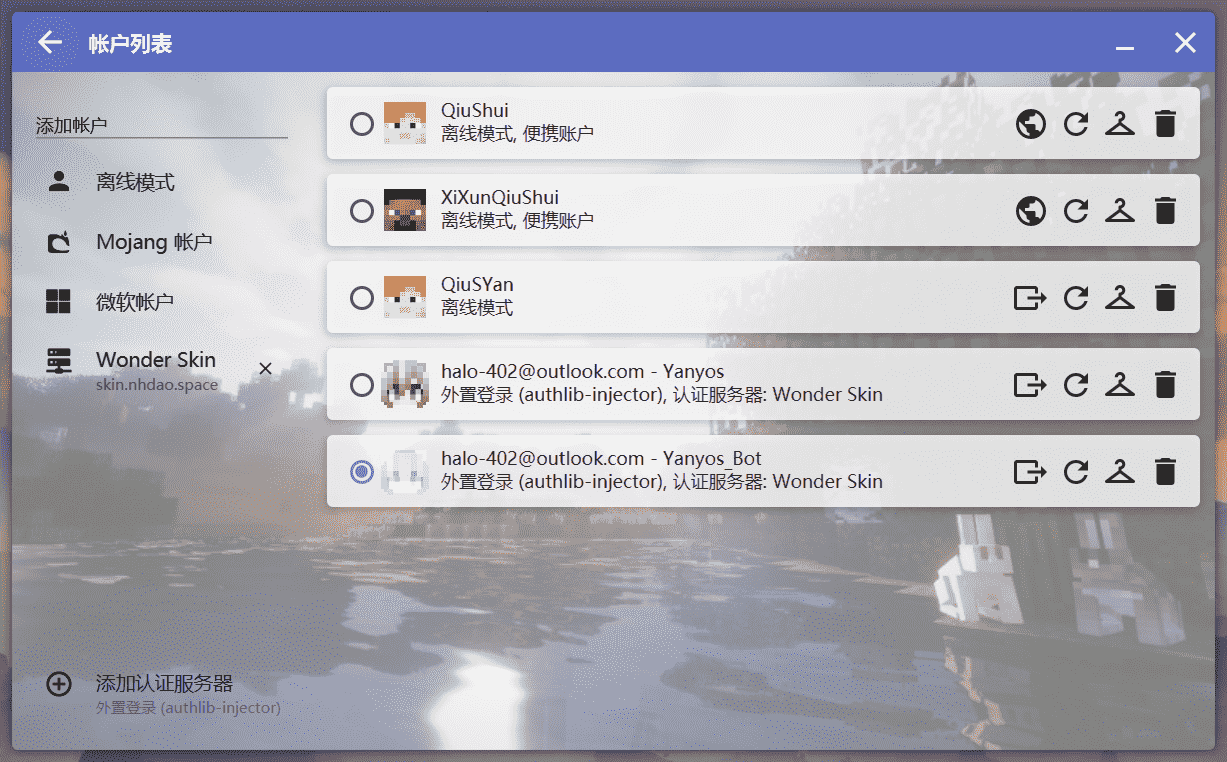 帐户列表
添加帐户
离线模式
Mojang 帐户
微软帐户
Wonder Skin
skin.nhdao.space
添加认证服务器
外置登录 (authlib-injector)
QiuShui
离线模式, 便携账户
XiXunQiuShui
离线模式, 便携账户
QiuSYan
离线模式
halo-402@outlook.com - Yanyos
外置登录 (authlib-injector), 认证服务器: Wonder Skin
halo-402@outlook.com - Yanyos_Bot
外置登录 (authlib-injector), 认证服务器: Wonder Skin